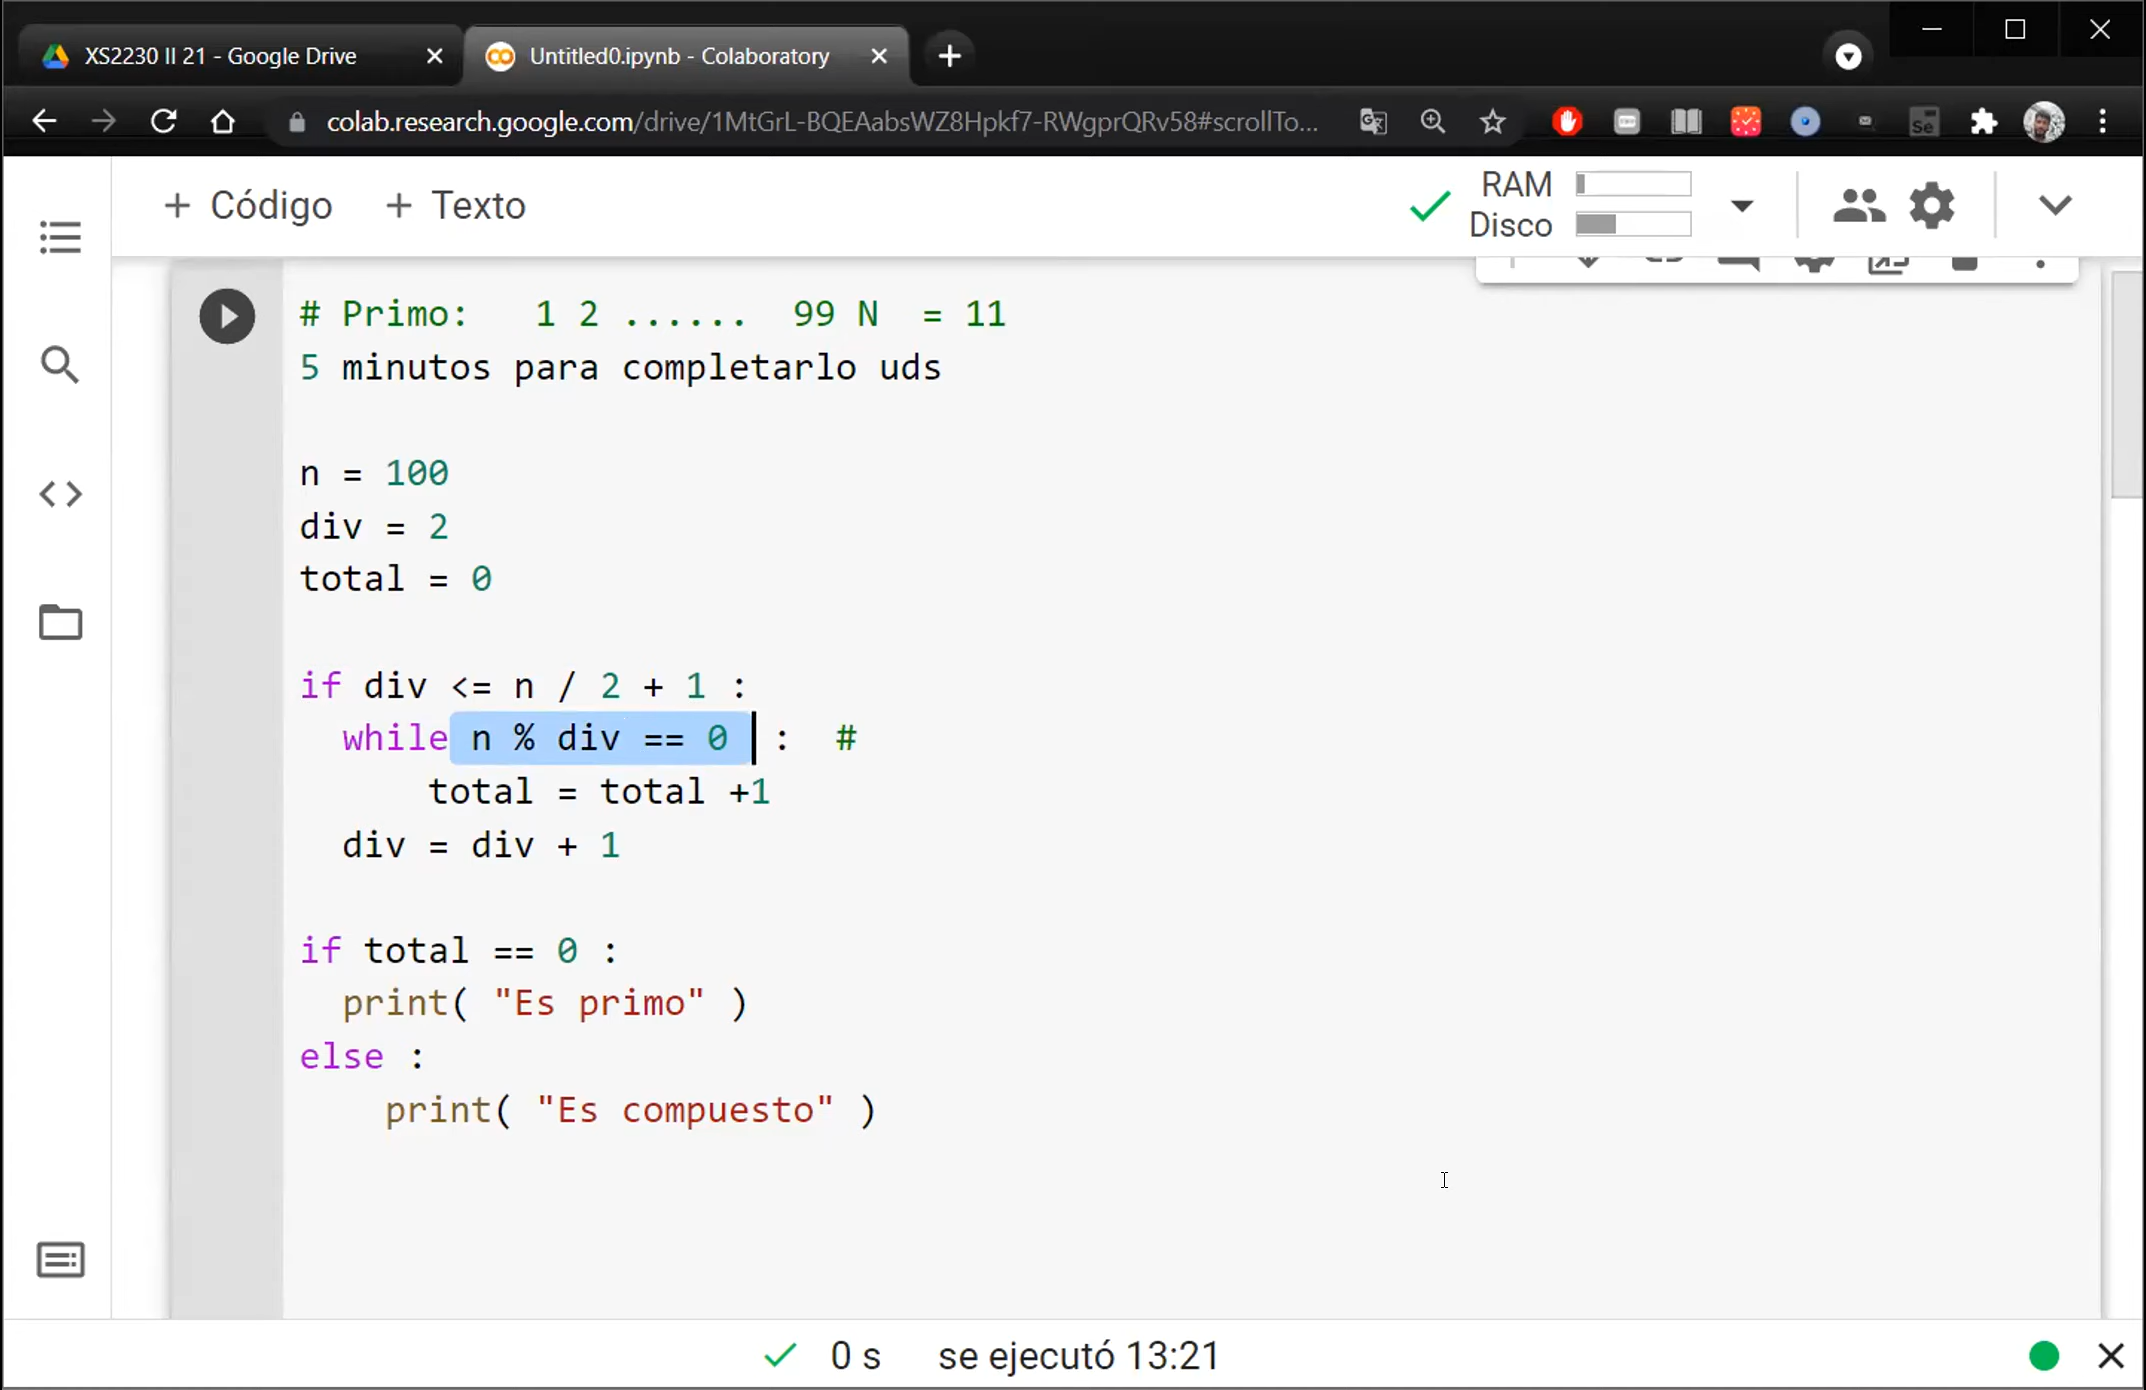 XS2230 II 21 - Google Drive
Untitled0.ipynb - Colaboratory
colab.research.google.com/drive/1MtGrL-BQEAabsWZ8Hpkf7-RWgprQRv58#scrollTo...
Se
+ Código + Texto
RAM
Disco
# Primo:   1 2 ......  99 N  = 11
5 minutos para completarlo uds
n = 100
div = 2
total = 0
if div <= n / 2 + 1 :
  while n % div == 0  :  #
      total = total +1
  div = div + 1
if total == 0 :
  print( "Es primo" )
else :
    print( "Es compuesto" )
0 s se ejecutó 13:21